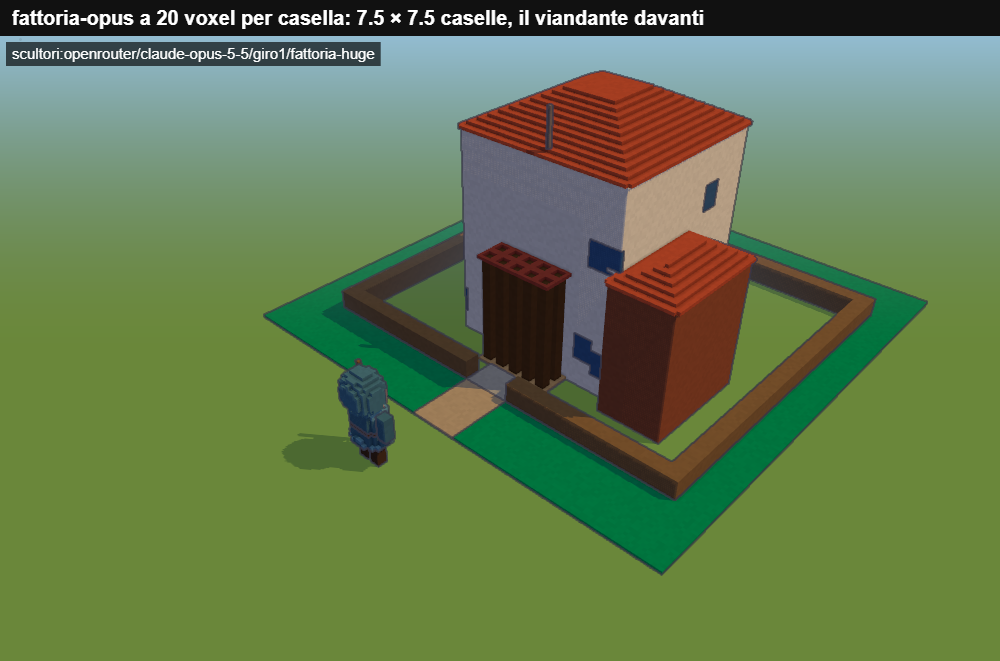 fattoria-opus a 20 voxel per casella: 7.5 × 7.5 caselle, il viandante davanti
scultori:openrouter/claude-opus-5-5/giro1/fattoria-huge